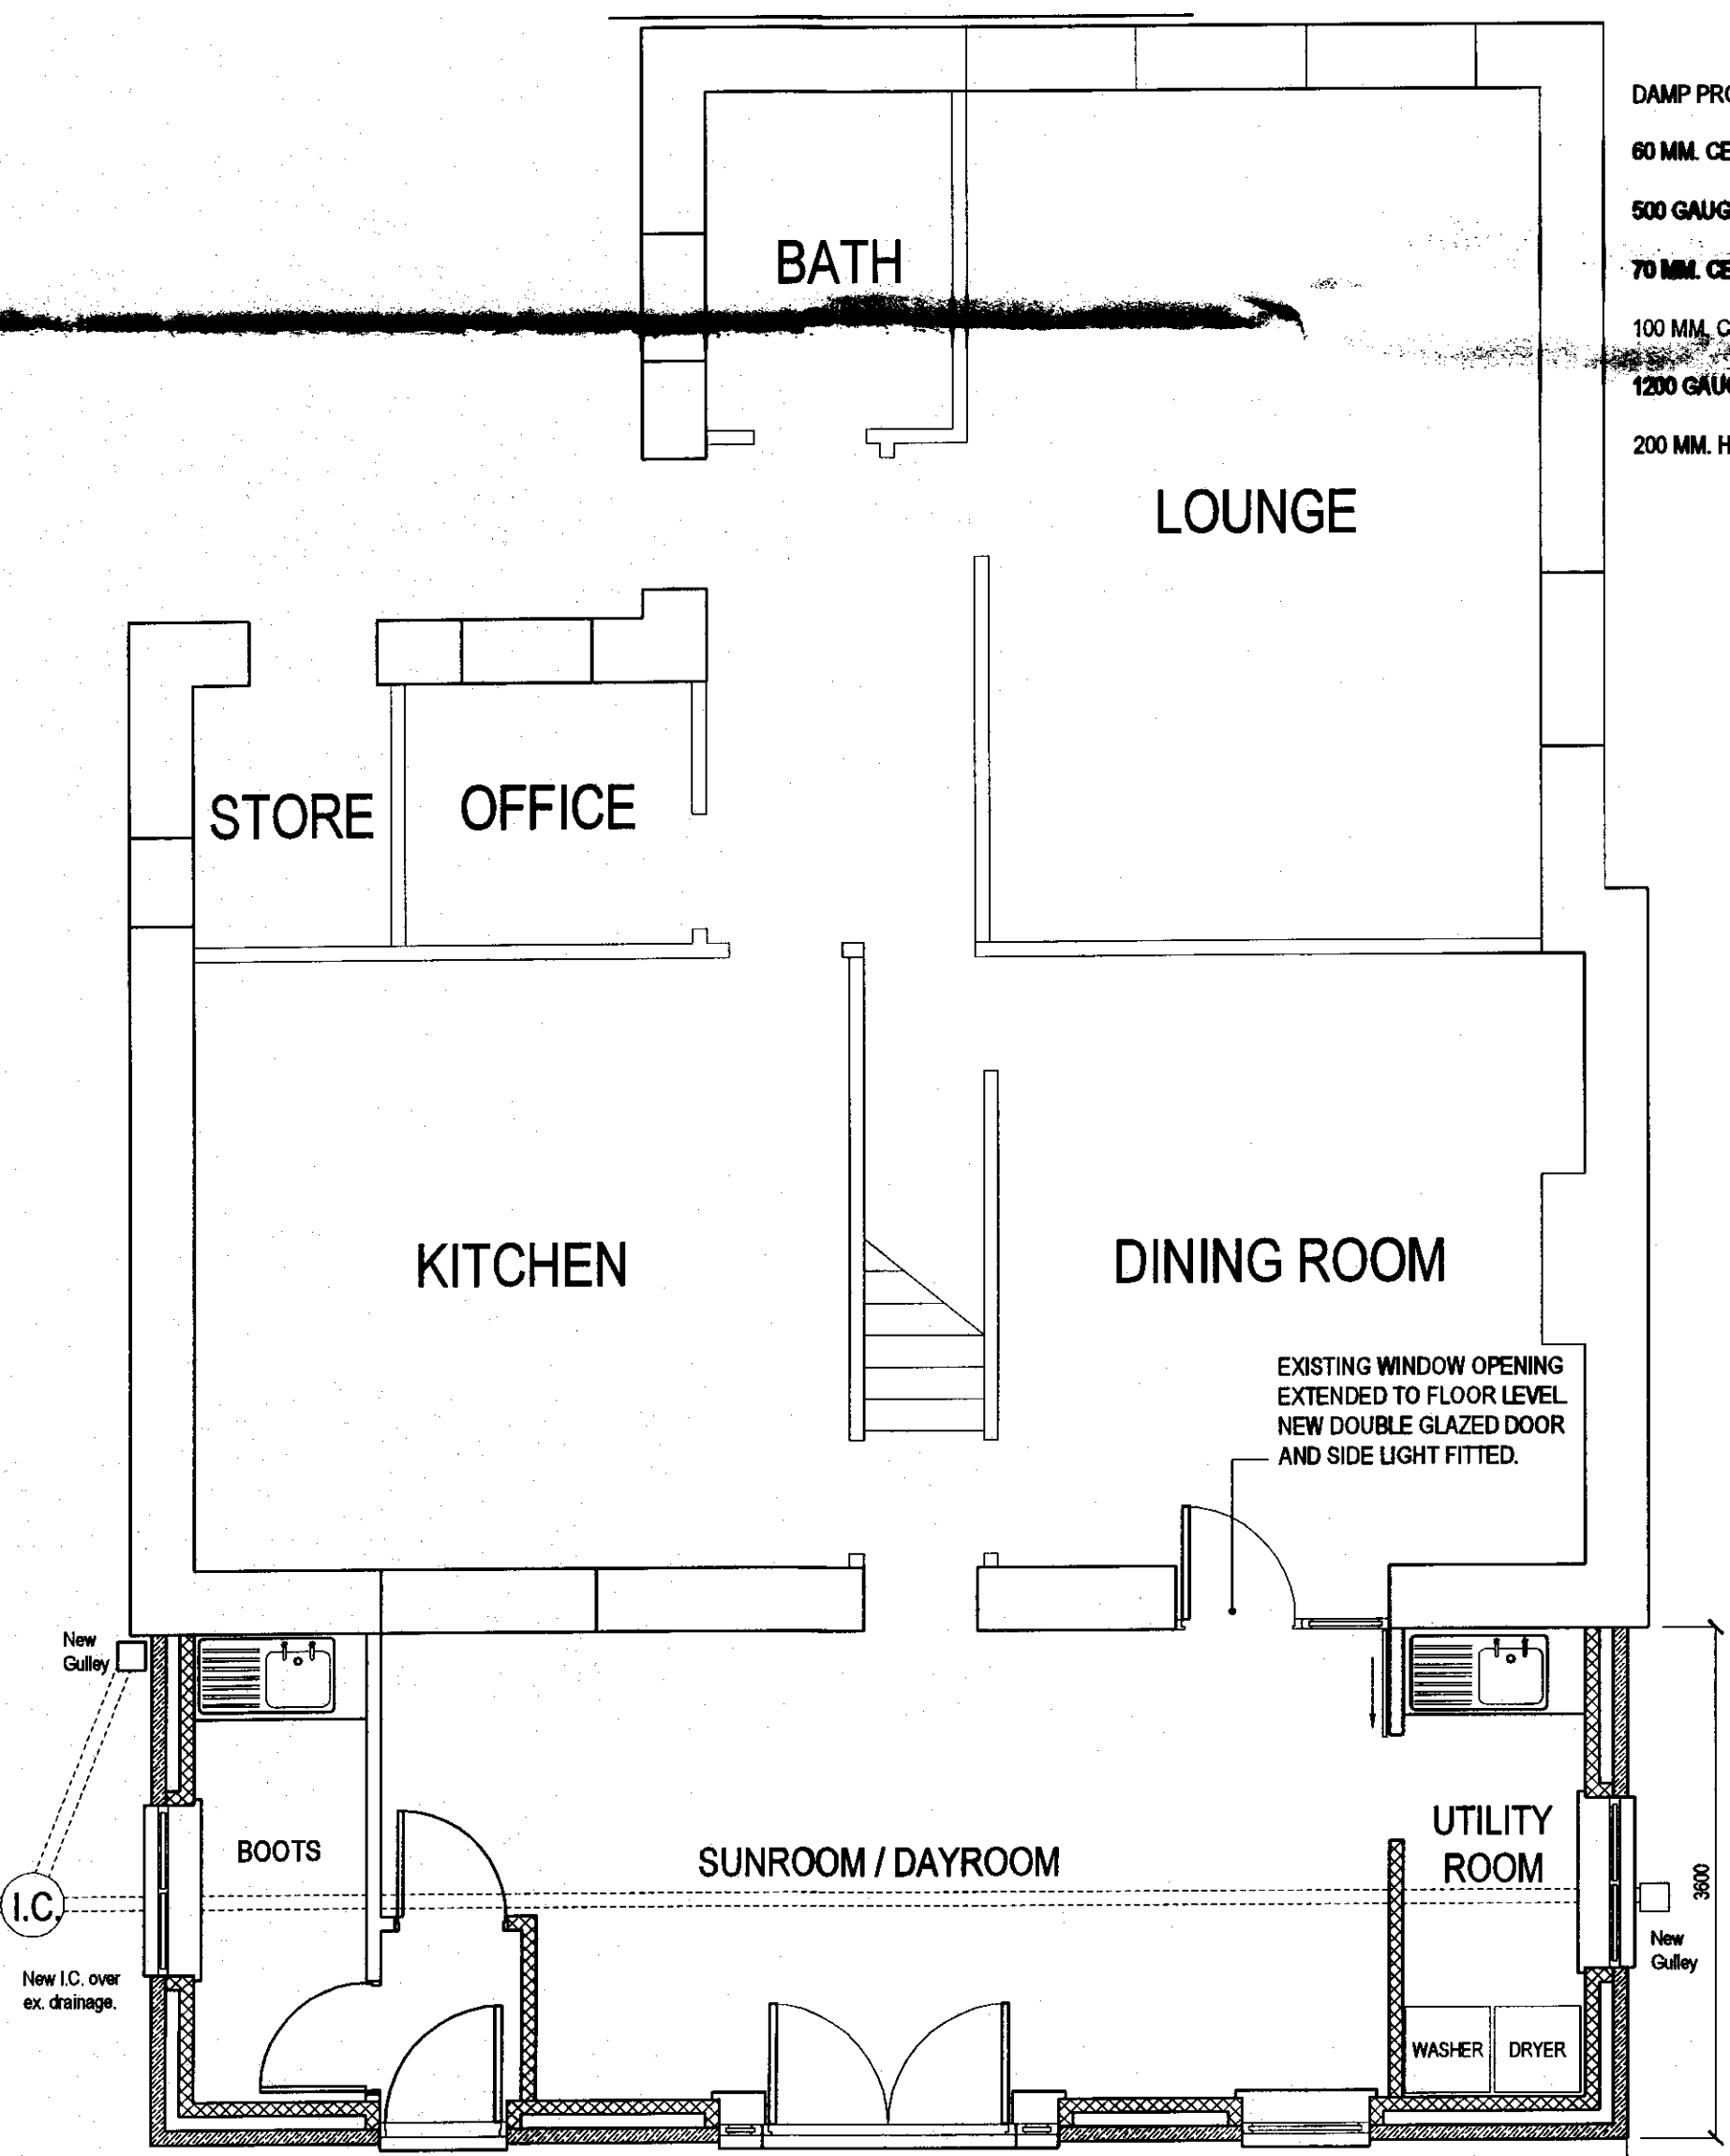 DAMP PRO
60 MM. CE
500 GAUG
70 MM. CE
100 MM. C
1200 GAU
200 MM. H
BATH
LOUNGE
STORE
OFFICE
KITCHEN
DINING ROOM
EXISTING WINDOW OPENING
EXTENDED TO FLOOR LEVEL
NEW DOUBLE GLAZED DOOR
AND SIDE LIGHT FITTED.
New
Gulley
BOOTS
SUNROOM / DAYROOM
UTILITY
ROOM
3600
I.C.
New I.C. over
ex. drainage.
New
Gulley
WASHER
DRYER